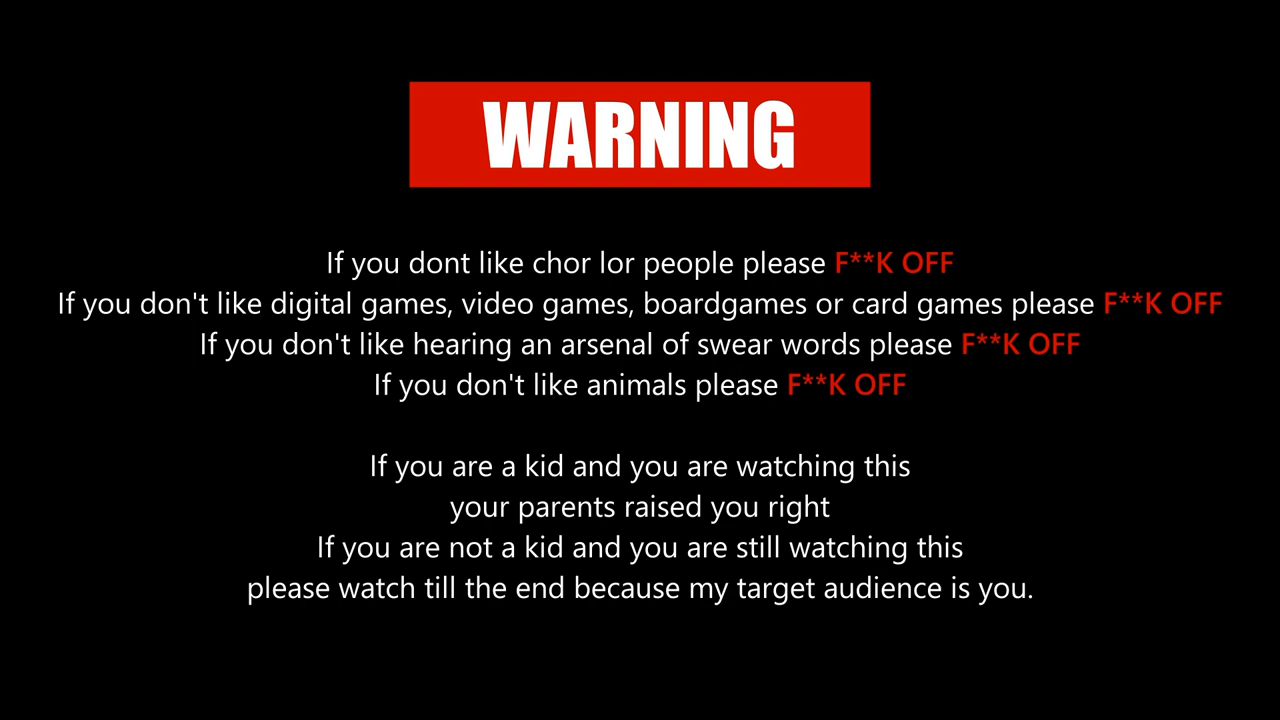 WARNING
If you dont like chor lor people please F**K OFF
If you don't like digital games, video games, boardgames or card games please F**K OFF
If you don't like hearing an arsenal of swear words please F**K OFF
If you don't like animals please F**K OFF
If you are a kid and you are watching this
your parents raised you right
If you are not a kid and you are still watching this
please watch till the end because my target audience is you.